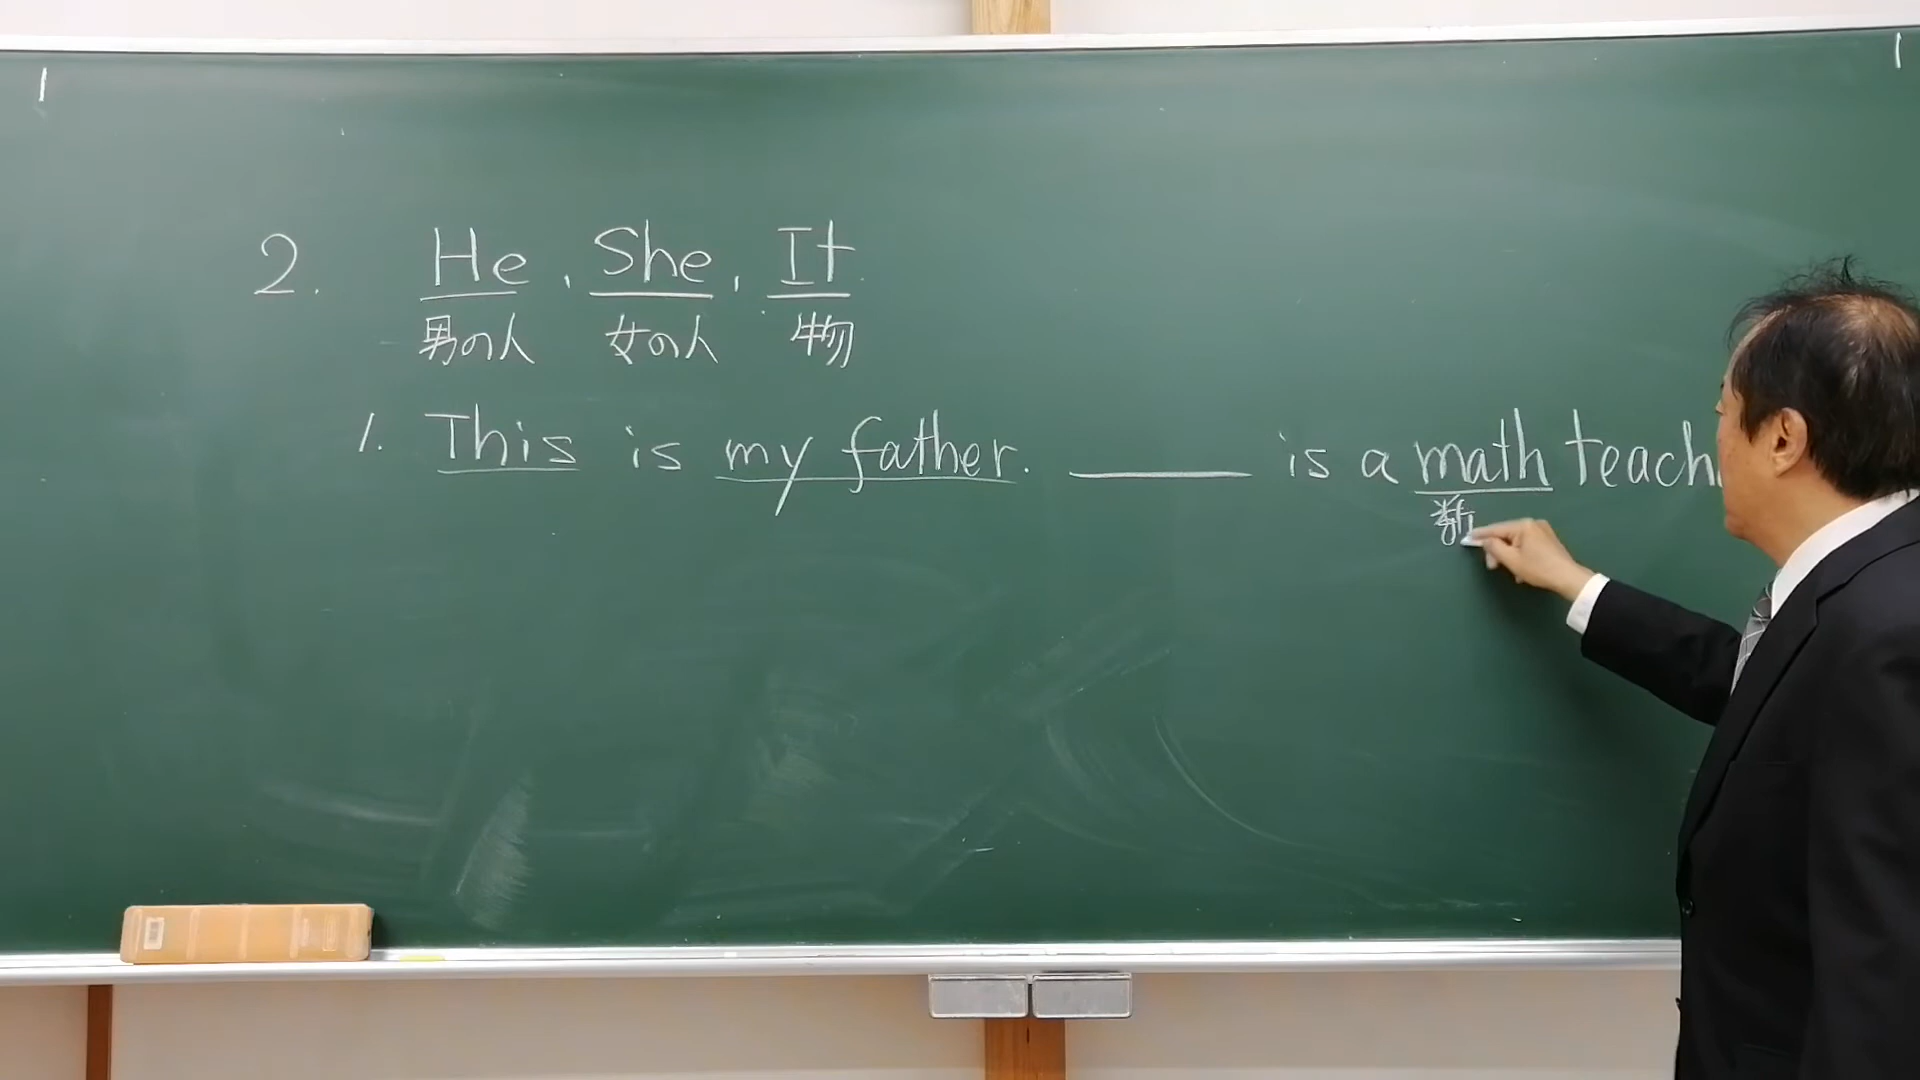 2. He, She, It
男の人 女の人 物
1. This is my father. ______ is a math teach
数